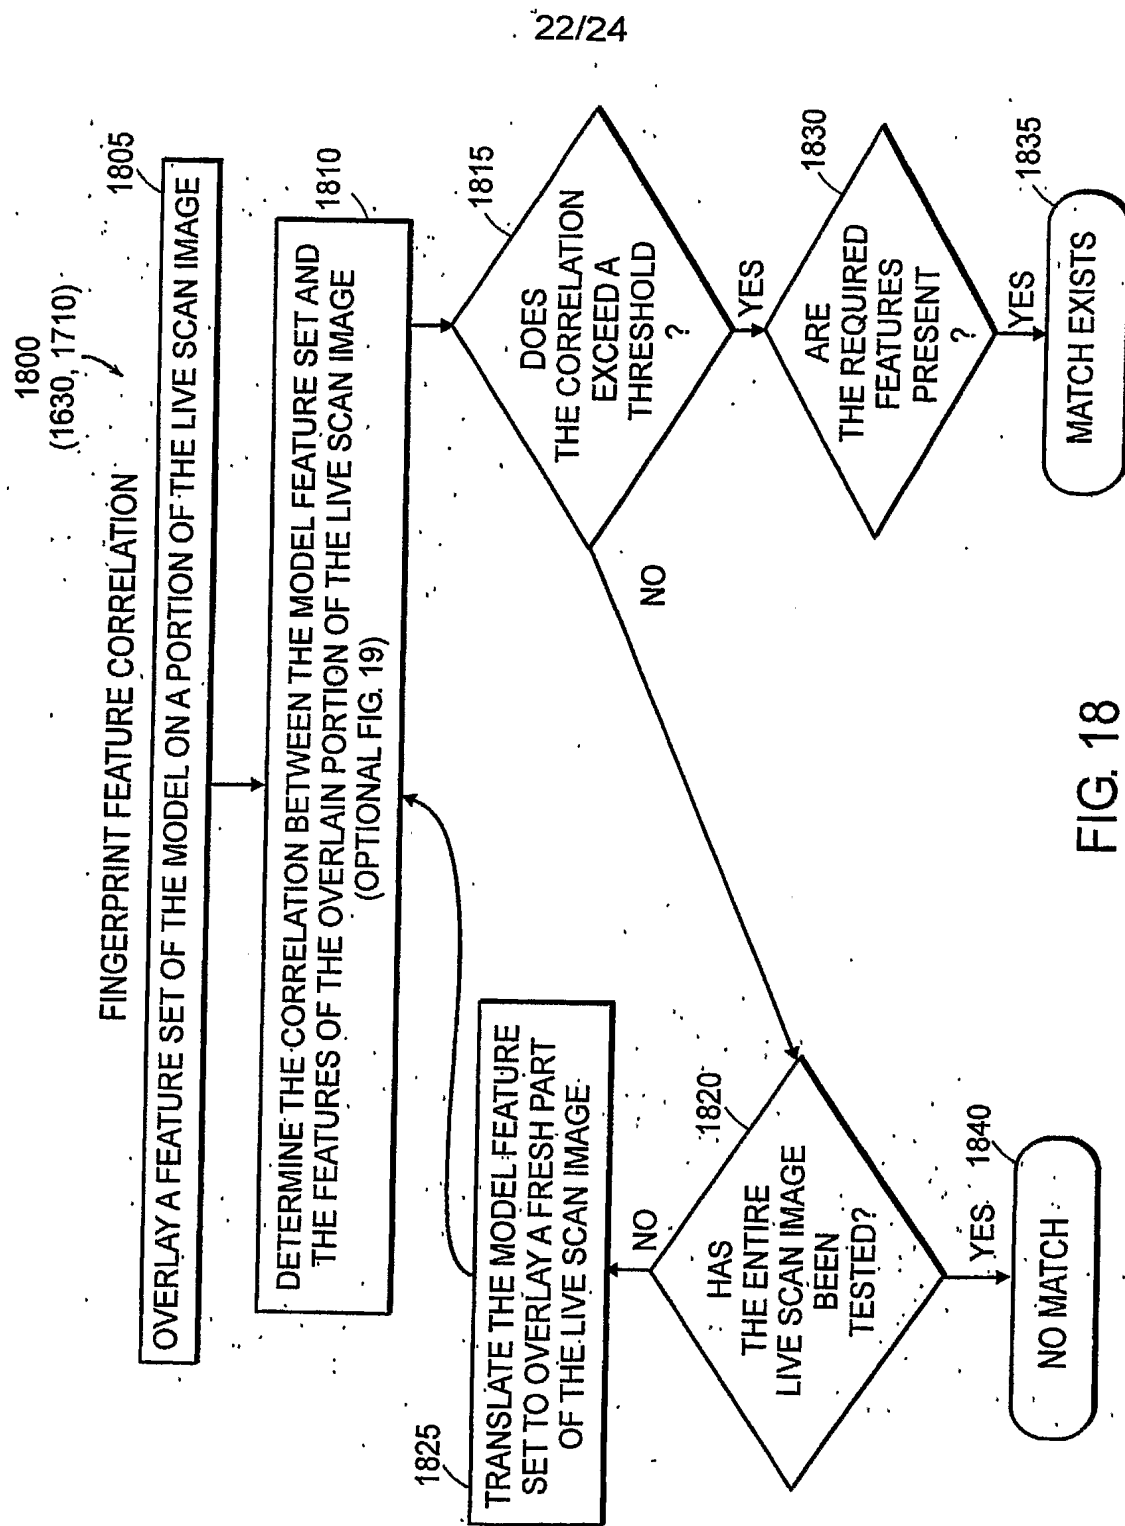 22/24
1800
(1630, 1710)
FINGERPRINT FEATURE CORRELATION
1805
OVERLAY A FEATURE SET OF THE MODEL ON A PORTION OF THE LIVE SCAN IMAGE
1810
DETERMINE THE CORRELATION BETWEEN THE MODEL FEATURE SET AND
THE FEATURES OF THE OVERLAIN PORTION OF THE LIVE SCAN IMAGE
(OPTIONAL FIG. 19)
1815
DOES
THE CORRELATION
EXCEED A
THRESHOLD
?
YES
NO
1830
ARE
THE REQUIRED
FEATURES
PRESENT
?
YES
1835
MATCH EXISTS
1825
TRANSLATE THE MODEL FEATURE
SET TO OVERLAY A FRESH PART
OF THE LIVE SCAN IMAGE
NO
1820
HAS
THE ENTIRE
LIVE SCAN IMAGE
BEEN
TESTED?
YES
1840
NO MATCH
FIG. 18